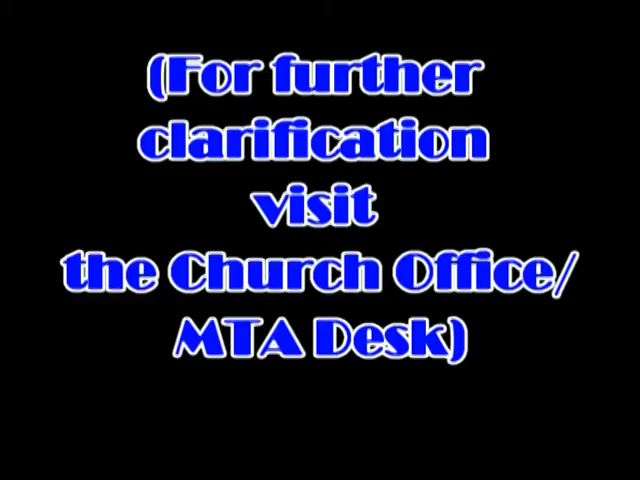 (For further
clarification
visit
the Church Office/
MTA Desk)